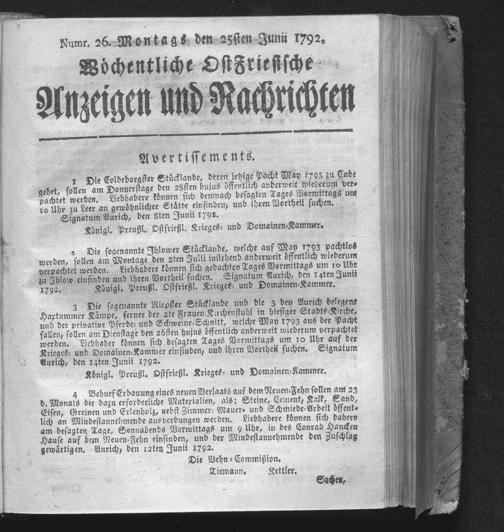 Numr. 26. Montags den 25sten Junii 1792.
Wöchentliche OstFriesische
Anzeigen und Nachrichten
Avertissements.
1 Die Coldeborgster Stücklande, deren jetzige Pacht May 1793 zu Ende
gehet, sollen am Donnerstage den 28sten hujus öffentlich anderweit wiederum ver-
pachtet werden. Liebhabere können sich demnach besagten Tages Vormittags um
10 Uhr zu Leer an gewöhnlicher Stätte einfinden, und ihren Vortheil suchen.
Signatum Aurich, den 8ten Junii 1792.
Königl. Preußl. Ostfriesl. Krieges- und Domainen-Kammer.
2 Die sogenannte Ihlower Stücklande, welche auf May 1793 pachtlos
werden, sollen am Montage den 2ten Julii instehend anderweit öffentlich wiederum
verpachtet werden. Liebhabere können sich gedachten Tages Vormittags um 10 Uhr
zu Ihlow einfinden und ihren Vortheil suchen. Signatum Aurich, den 14ten Junii
1792. Königl. Preußl. Ostfriesl. Krieges- und Domainen-Kammer.
3 Die sogenannte Riepster Stücklande und die 3 bey Aurich belegene
Hartummer Kämpe, ferner der 2te Frauen-Kirchenstuhl in hiesiger Stadts-Kirche,
und der privative Pferde- und Schweine-Schnitt, welche May 1793 aus der Pacht
fallen, sollen am Dienstage den 26sten hujus öffentlich anderweit wiederum verpachtet
werden. Liebhaber können sich besagten Tages Vormittags um 10 Uhr auf der
Krieges- und Domainen-Kammer einfinden, und ihren Vortheil suchen. Signatum
Aurich, den 14ten Junii 1792.
Königl. Preußl. Ostfriesl. Krieges- und Domainen-Kammer.
4 Behuef Erbauung eines neuen Verlaats auf dem Neuen-Fehn sollen am 23
d. Monats die dazu erforderliche Materialien, als: Steine, Cement, Kalk, Sand,
Eisen, Greinen und Erlenholz, nebst Zimmer- Mauer- und Schmiede-Arbeit öffent-
lich an Mindestannehmende ausverdungen werden. Liebhabere können sich dahero
am besagten Tage, Sonnabends Vormittags um 9 Uhr, in des Conrad Hancken
Hause auf dem Neuen-Fehn einfinden, und der Mindestannehmende den Zuschlag
gewärtigen. Aurich, den 12ten Junii 1792.
Die Vehn-Commißion.
Tiemann. Kettler.
Sachen,